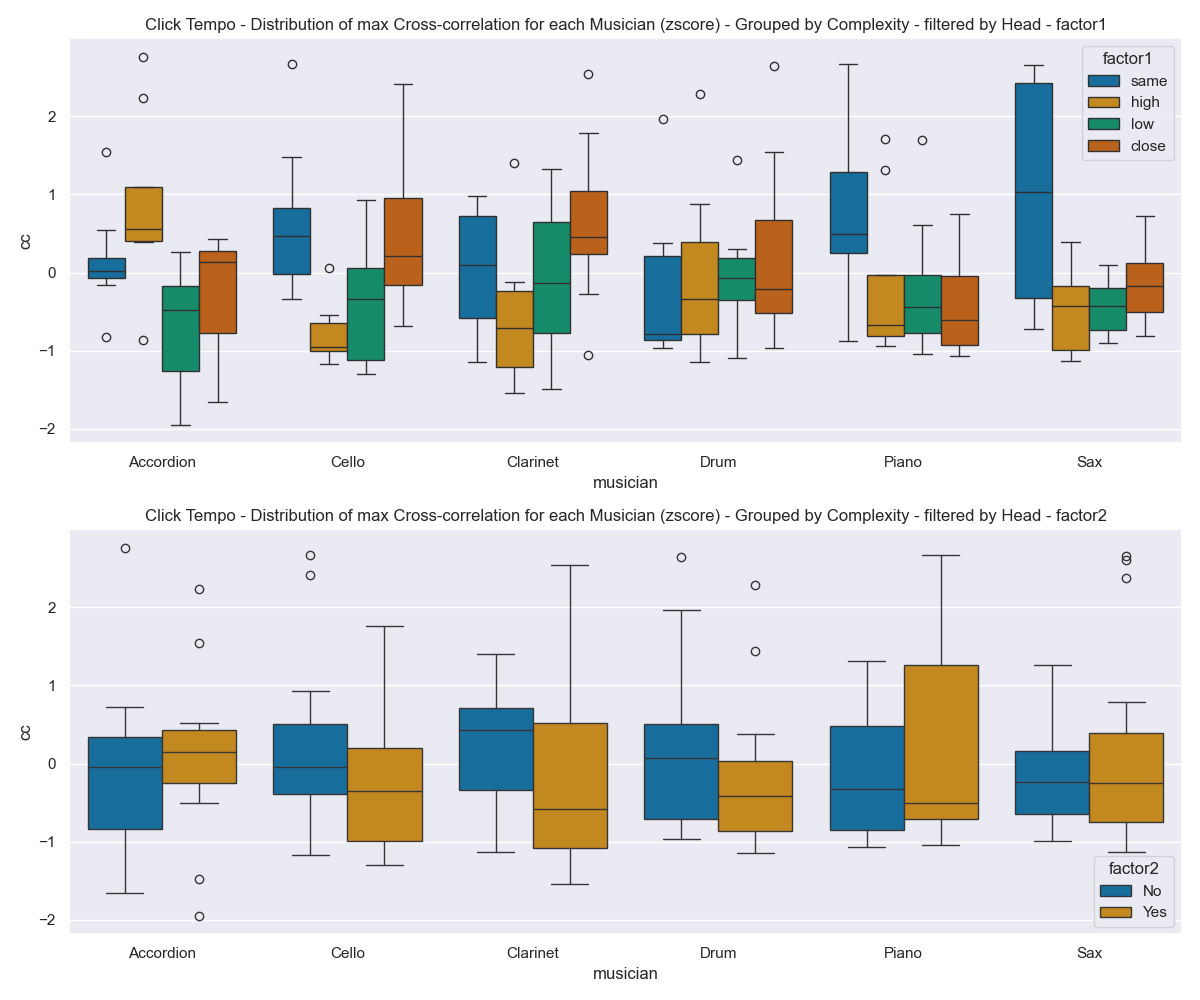 Click Tempo - Distribution of max Cross-correlation for each Musician (zscore) - Grouped by Complexity - filtered by Head - factor1
factor1
same
high
low
close
2
1
0
−1
−2
cc
Accordion Cello Clarinet Drum Piano Sax
musician
Click Tempo - Distribution of max Cross-correlation for each Musician (zscore) - Grouped by Complexity - filtered by Head - factor2
2
1
0
−1
−2
cc
factor2
No
Yes
Accordion Cello Clarinet Drum Piano Sax
musician